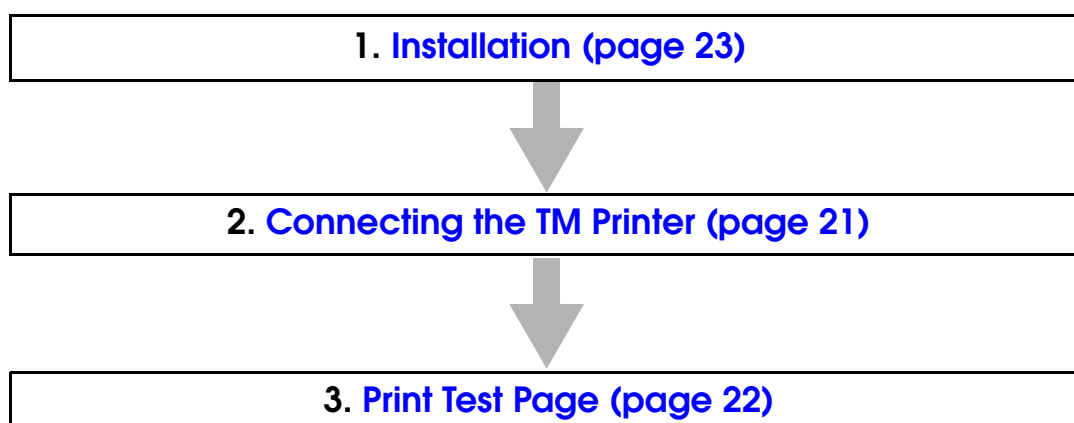 1. Installation (page 23)
2. Connecting the TM Printer (page 21)
3. Print Test Page (page 22)